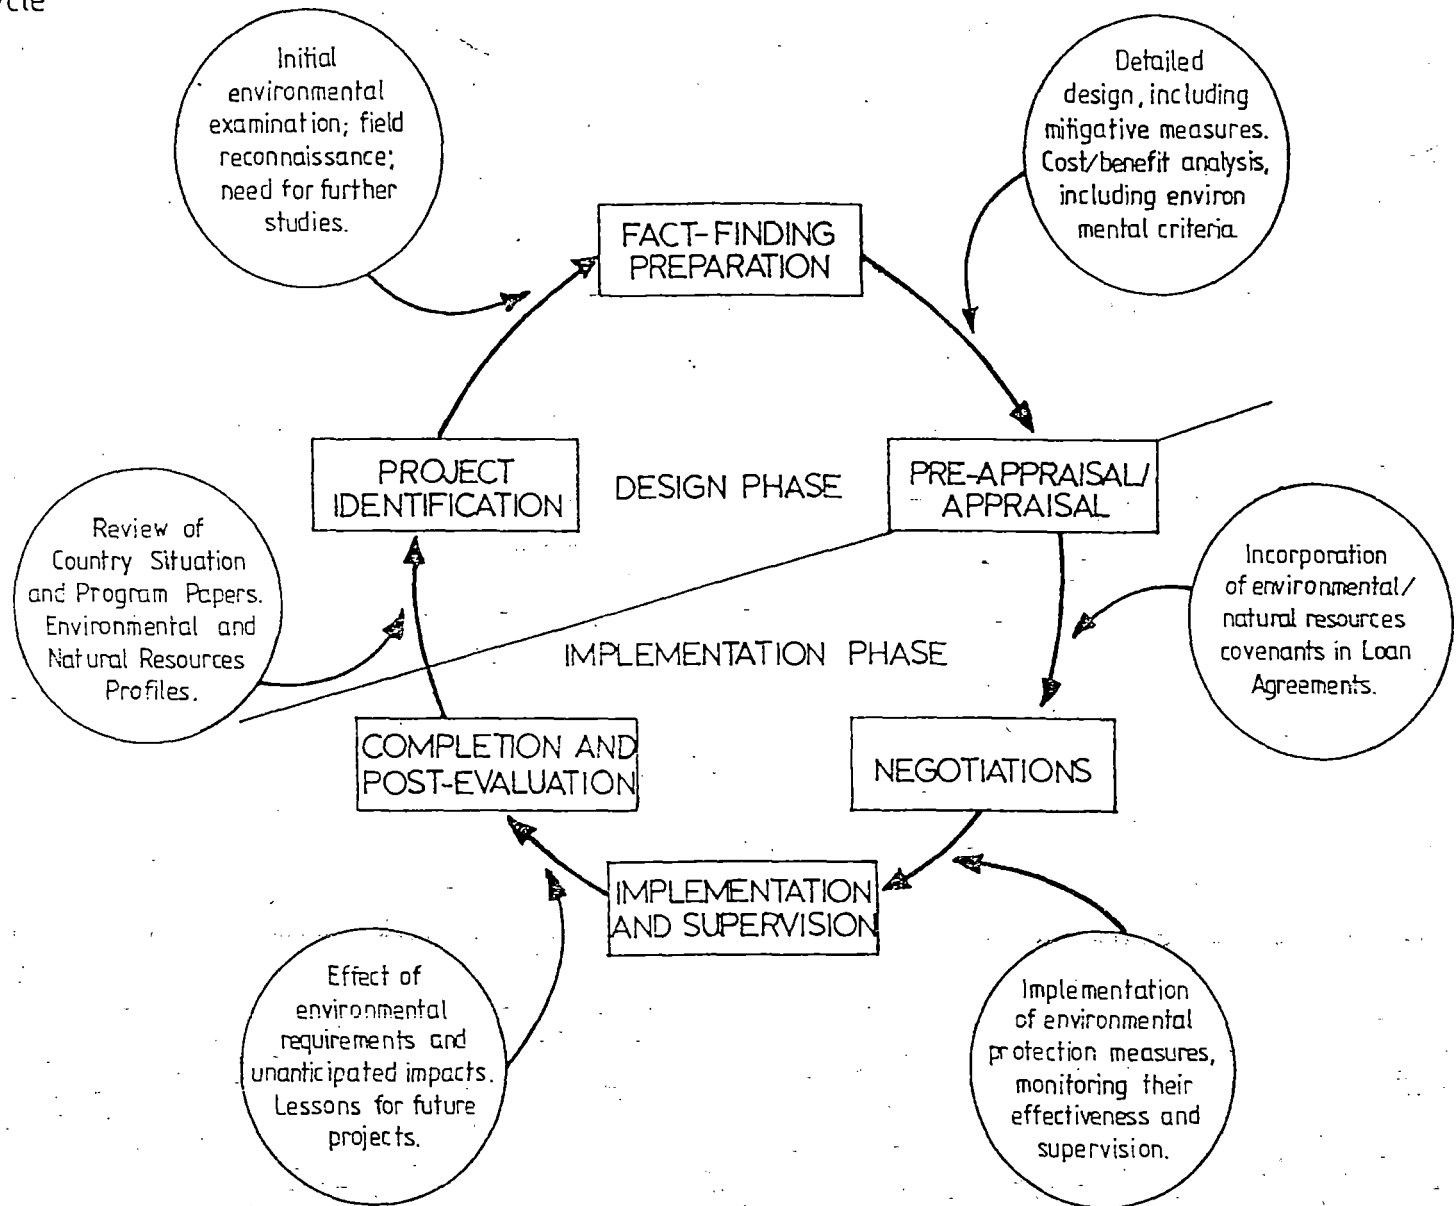 Initial
environmental
examination; field
reconnaissance;
need for further
studies.
Detailed
design, including
mitigative measures.
Cost/benefit analysis,
including environ
mental criteria
FACT-FINDING
PREPARATION
PROJECT
IDENTIFICATION
DESIGN PHASE
PRE-APPRAISAL/
APPRAISAL
Review of
Country Situation
and Program Papers.
Environmental and
Natural Resources
Profiles.
Incorporation
of environmental/
natural resources
covenants in Loan
Agreements.
IMPLEMENTATION PHASE
COMPLETION AND
POST-EVALUATION
NEGOTIATIONS
IMPLEMENTATION
AND SUPERVISION
Effect of
environmental
requirements and
unanticipated impacts.
Lessons for future
projects.
Implementation
of environmental
protection measures,
monitoring their
effectiveness and
supervision.